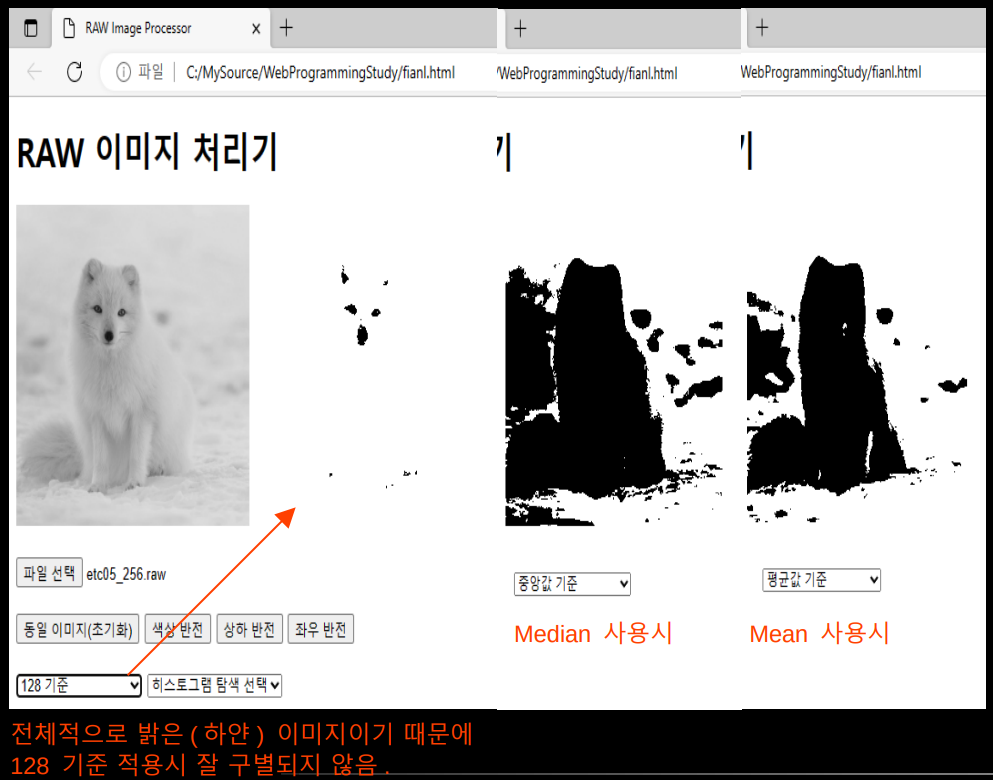 RAW Image Processor
파일 C:/MySource/WebProgrammingStudy/fianl.html
/WebProgrammingStudy/fianl.html
WebProgrammingStudy/fianl.html
RAW 이미지 처리기
기
기
파일 선택 etc05_256.raw
동일 이미지(초기화) 색상 반전 상하 반전 좌우 반전
128 기준 히스토그램 탐색 선택
중앙값 기준
Median 사용시
평균값 기준
Mean 사용시
전체적으로 밝은 ( 하얀 ) 이미지이기 때문에
128 기준 적용시 잘 구별되지 않음 .